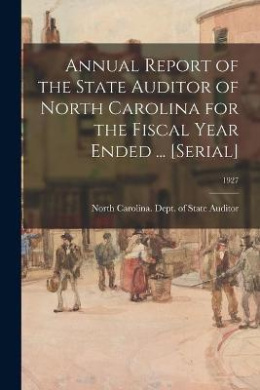 Annual Report of
the State Auditor of
North Carolina for
the Fiscal Year
Ended ... [Serial]
1927
North Carolina. Dept. of State Auditor